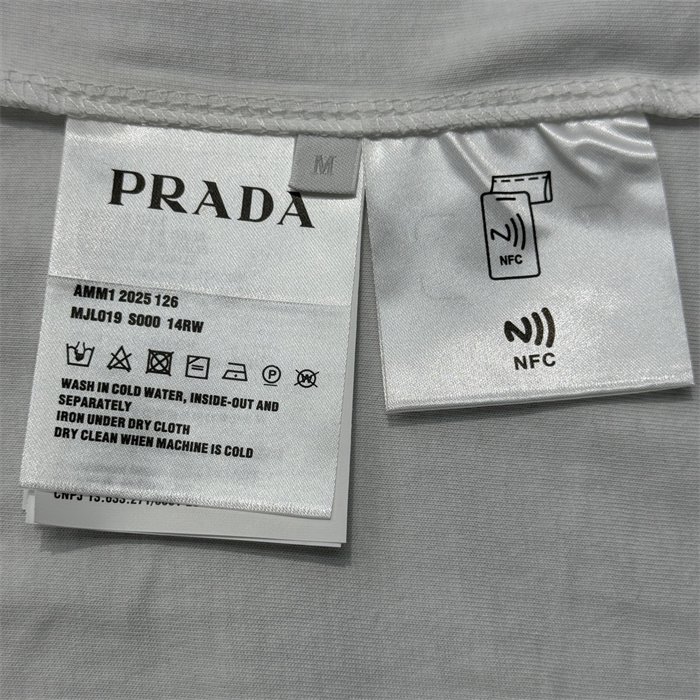 M
PRADA
AMM1 2025 126
MJL019 S000 14RW
WASH IN COLD WATER, INSIDE-OUT AND
SEPARATELY
IRON UNDER DRY CLOTH
DRY CLEAN WHEN MACHINE IS COLD
CNPJ
NFC
NFC